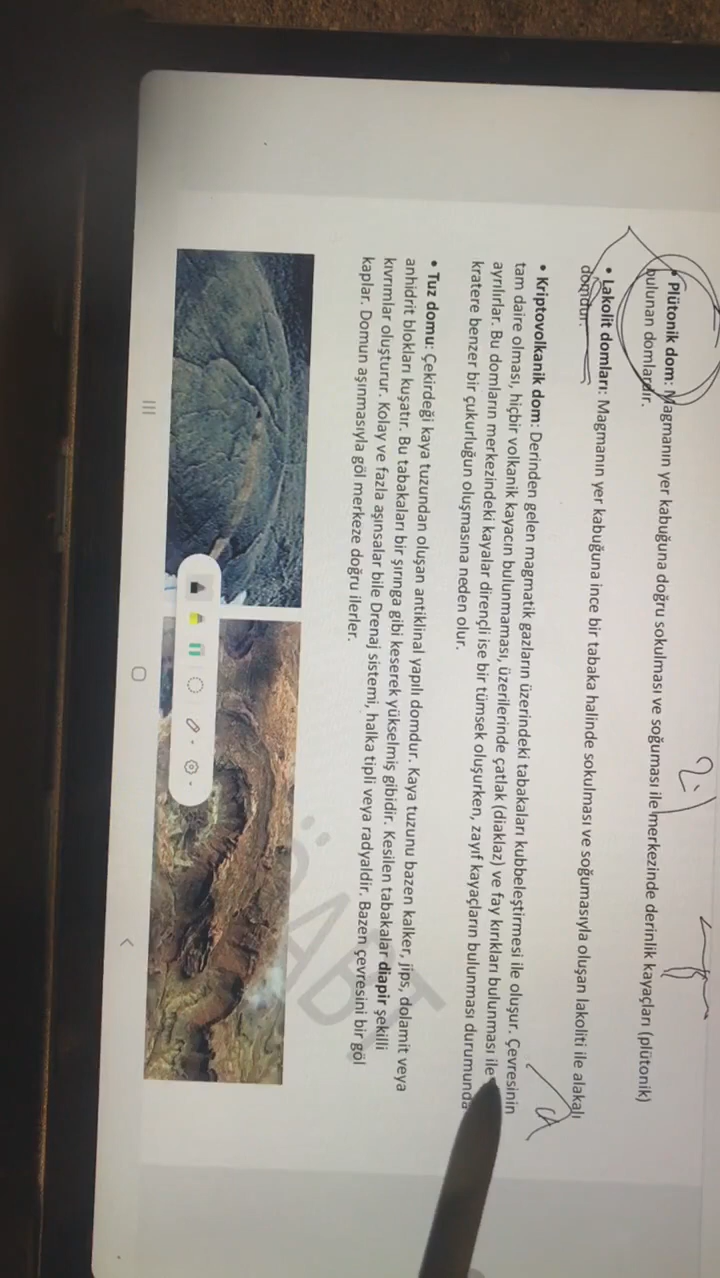 • Plütonik dom: Magmanın yer kabuğuna doğru sokulması ve soğuması ile merkezinde derinlik kayaçları (plütonik)
bulunan domlardır.
• Lakolit domları: Magmanın yer kabuğuna ince bir tabaka halinde sokulması ve soğumasıyla oluşan lakoliti ile alakalı
domdur.
• Kriptovolkanik dom: Derinden gelen magmatik gazların üzerindeki tabakaları kubbeleştirmesi ile oluşur. Çevresinin
tam daire olması, hiçbir volkanik kayacın bulunmaması, üzerilerinde çatlak (diaklaz) ve fay kırıkları bulunması ile
ayrılırlar. Bu domların merkezindeki kayalar dirençli ise bir tümsek oluşurken, zayıf kayaçların bulunması durumunda
kratere benzer bir çukurluğun oluşmasına neden olur.
• Tuz domu: Çekirdeği kaya tuzundan oluşan antiklinal yapılı domdur. Kaya tuzunu bazen kalker, jips, dolamit veya
anhidrit blokları kuşatır. Bu tabakaları bir şırınga gibi keserek yükselmiş gibidir. Kesilen tabakalar diapir şekilli
kıvrımlar oluşturur. Kolay ve fazla aşınsalar bile Drenaj sistemi, halka tipli veya radyaldir. Bazen çevresini bir göl
kaplar. Domun aşınmasıyla göl merkeze doğru ilerler.
ÖABT